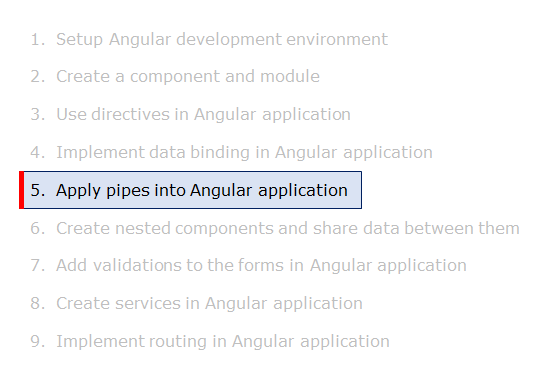 1. Setup Angular development environment
2. Create a component and module
3. Use directives in Angular application
4. Implement data binding in Angular application
5. Apply pipes into Angular application
6. Create nested components and share data between them
7. Add validations to the forms in Angular application
8. Create services in Angular application
9. Implement routing in Angular application